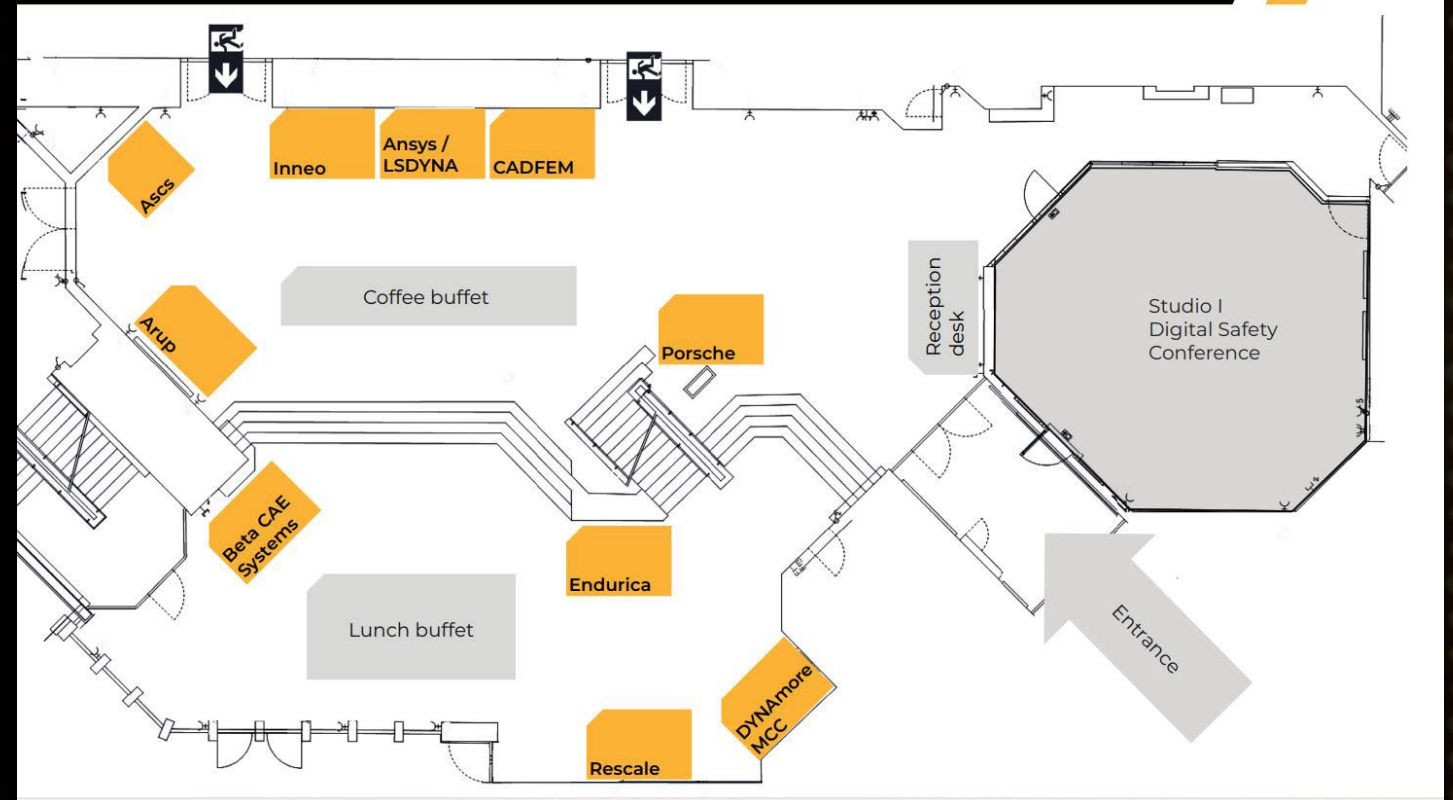 Inneo
Ansys /
LSDYNA
CADFEM
Ascs
Coffee buffet
Reception
desk
Studio I
Digital Safety
Conference
Arup
Porsche
Beta CAE
Systems
Endurica
Lunch buffet
Entrance
DYNAmore
MCC
Rescale